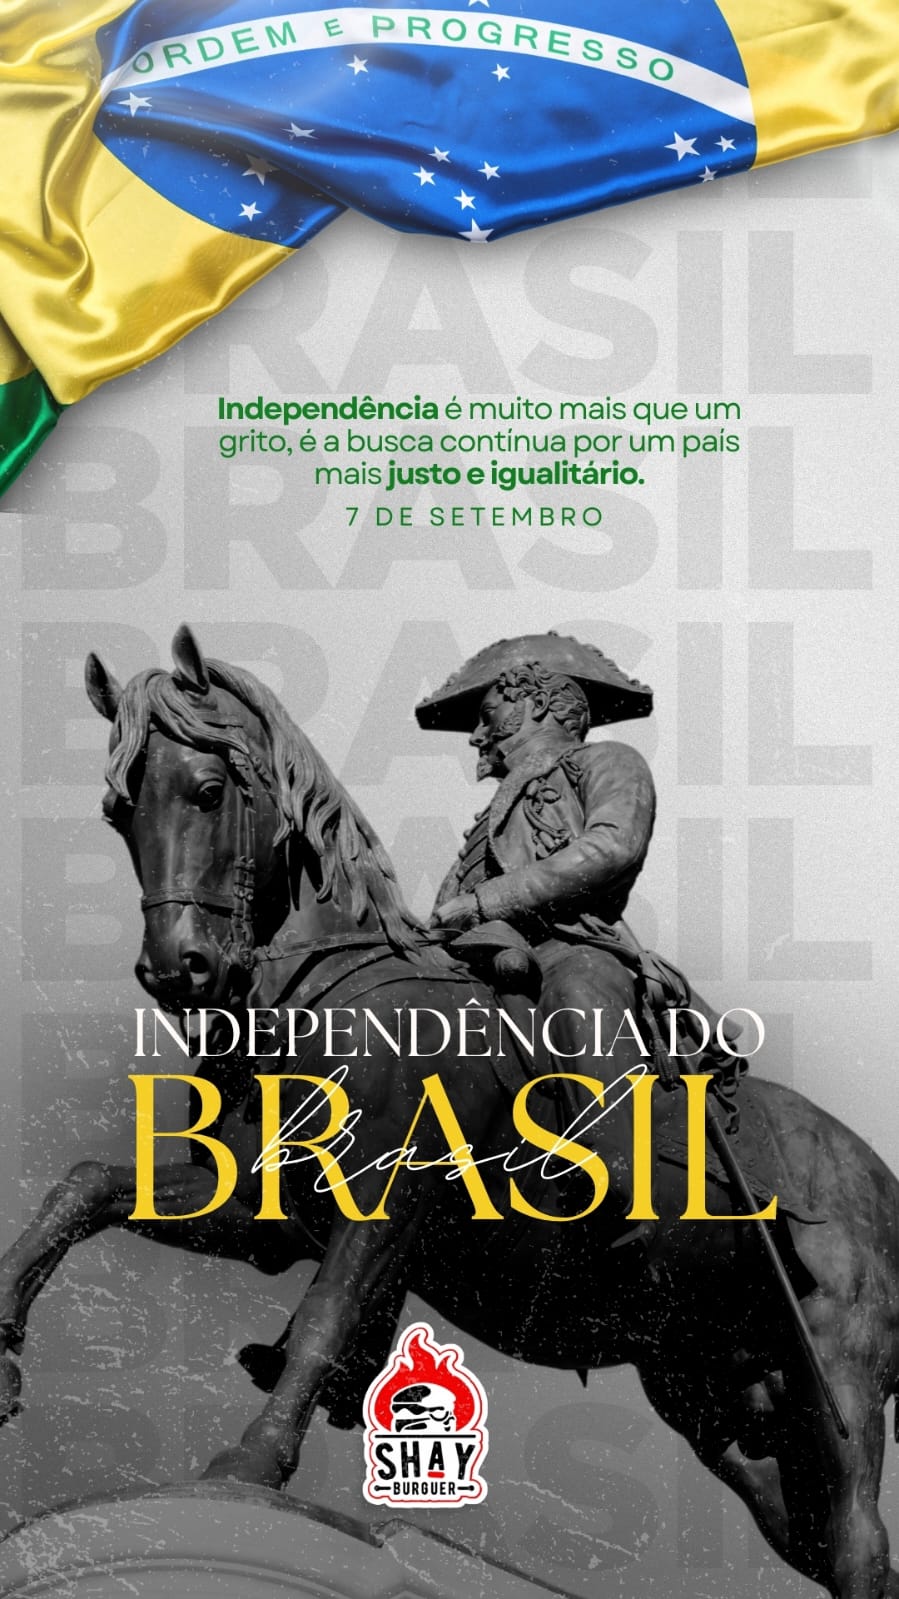 ORDEM E PROGRESSO
BRASIL
Independência é muito mais que um
grito, é a busca contínua por um país
mais justo e igualitário.
7 DE SETEMBRO
BRASIL
BRASIL
BRASIL
INDEPENDÊNCIA DO
BRASIL
brasil
SHAY
BURGUER